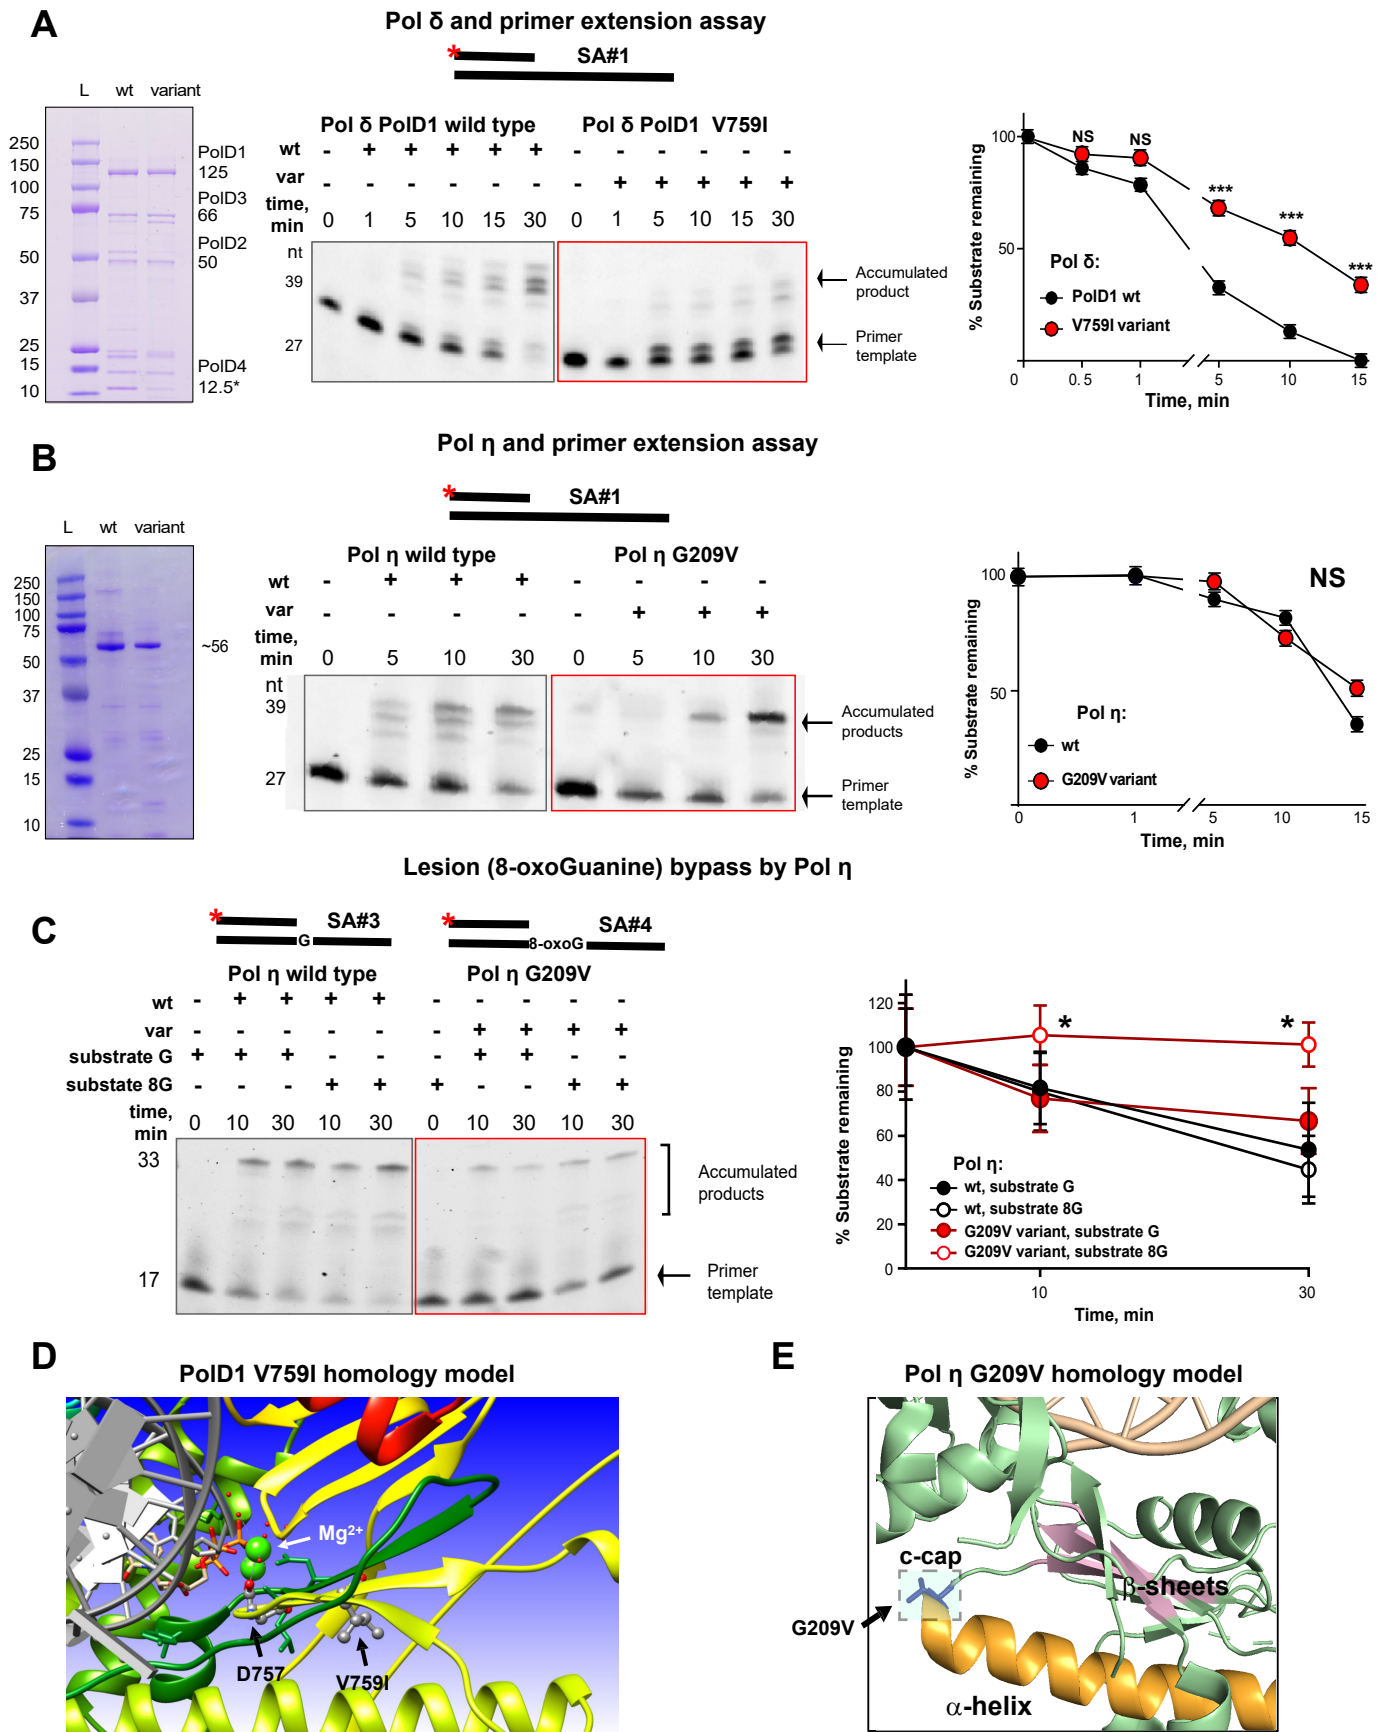 A
Pol δ and primer extension assay
* SA#1
L wt variant
250
150
100
75
50
37
25
15
10
PolD1
125
PolD3
66
PolD2
50
PolD4
12.5*
Pol δ PolD1 wild type Pol δ PolD1 V759I
wt - + + + + + - - - - - -
var - - - - - - - + + + + +
time, min 0 1 5 10 15 30 0 1 5 10 15 30
nt
39
27
Accumulated product
Primer template
% Substrate remaining
100
50
NS NS *** *** ***
Pol δ:
PolD1 wt
V759I variant
0 0.5 1 5 10 15
Time, min
B
Pol η and primer extension assay
* SA#1
L wt variant
250
150
100
75
50
37
25
15
10
~56
Pol η wild type Pol η G209V
wt - + + + - - - -
var - - - - - + + +
time, min 0 5 10 30 0 5 10 30
nt
39
27
Accumulated products
Primer template
% Substrate remaining
100
50
NS
Pol η:
wt
G209V variant
0 1 5 10 15
Time, min
Lesion (8-oxoGuanine) bypass by Pol η
C
* G SA#3
* 8-oxoG SA#4
Pol η wild type Pol η G209V
wt - + + + + - - - - -
var - - - - - - + + + +
substrate G + + + - - - + + - -
substate 8G - - - + + + - - + +
time, min 0 10 30 10 30 0 10 30 10 30
33
17
Accumulated products
Primer template
% Substrate remaining
120
100
80
60
40
20
0
* *
Pol η:
wt, substrate G
wt, substrate 8G
G209V variant, substrate G
G209V variant, substrate 8G
10 30
Time, min
D
PolD1 V759I homology model
Mg²⁺
D757
V759I
E
Pol η G209V homology model
c-cap
β-sheets
G209V
α-helix